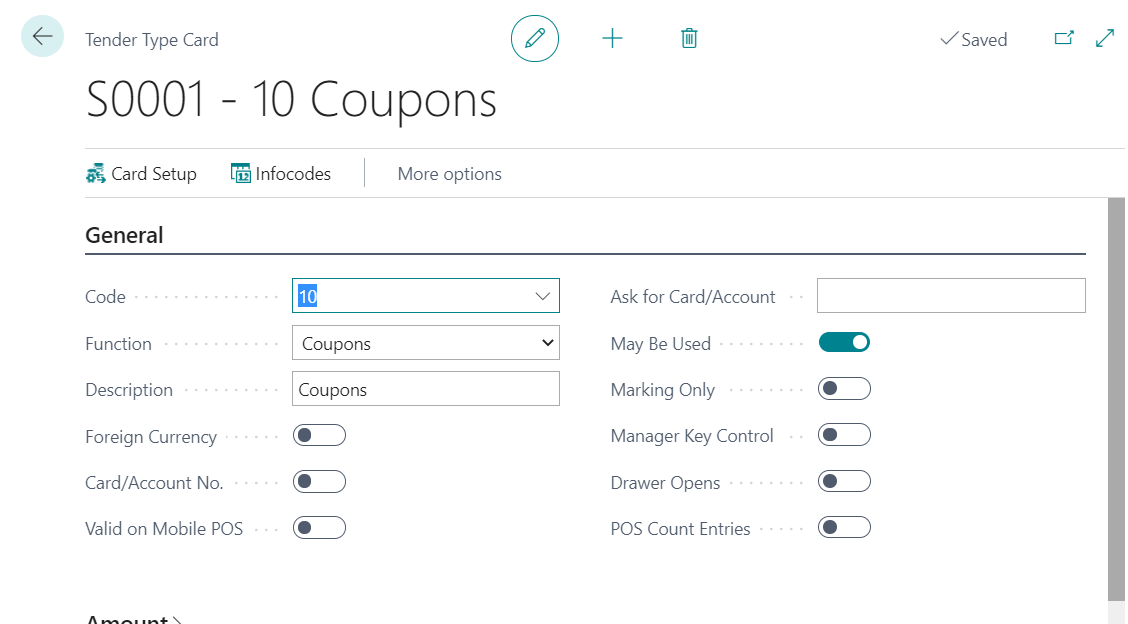 Tender Type Card
Saved
S0001 - 10 Coupons
Card Setup
Infocodes
More options
General
Code
10
Ask for Card/Account
Function
Coupons
May Be Used
Description
Coupons
Marking Only
Foreign Currency
Manager Key Control
Card/Account No.
Drawer Opens
Valid on Mobile POS
POS Count Entries
Amount